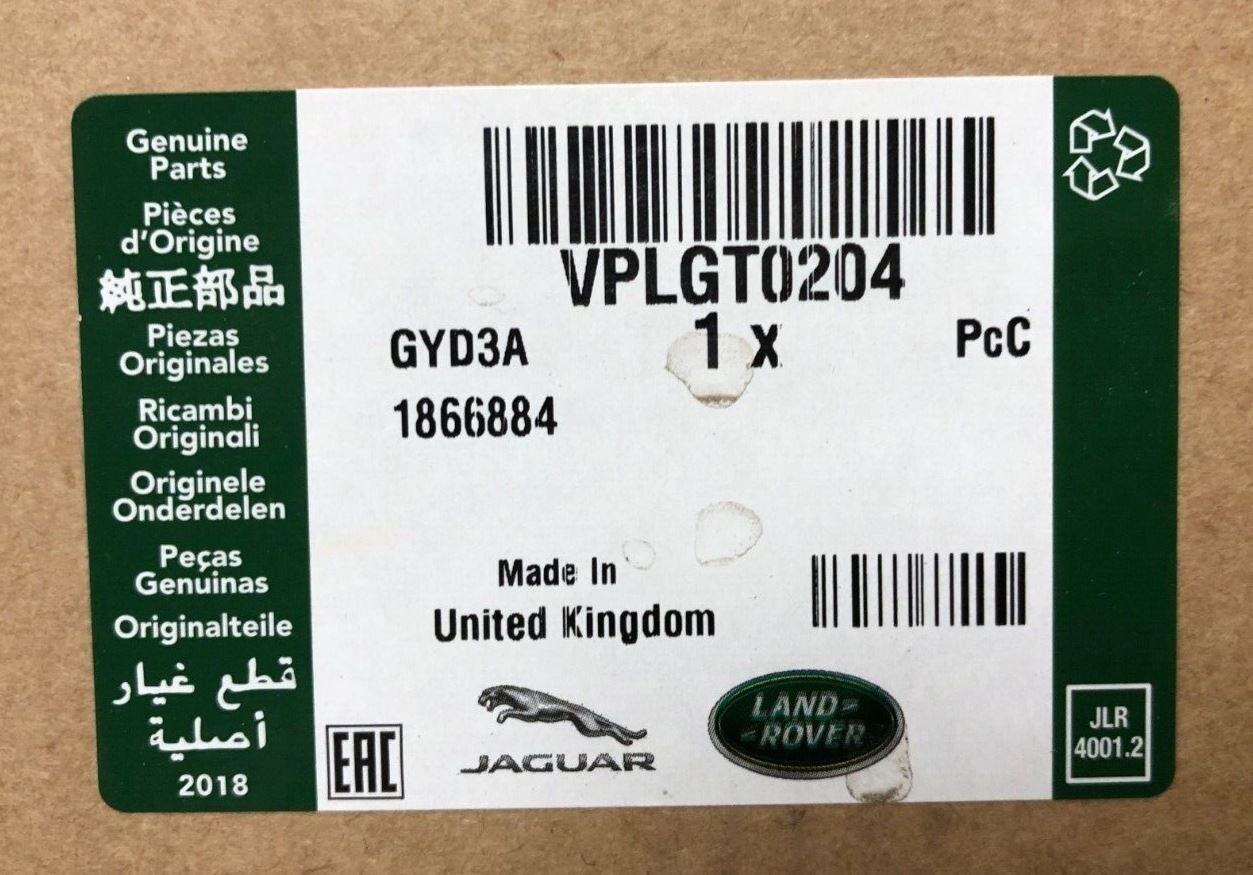 Genuine
Parts
Pièces
d'Origine
純正部品
Piezas
Originales
Ricambi
Originali
Originele
Onderdelen
Peças
Genuinas
Originalteile
قطع غيار
أصلية
2018
VPLGT0204
GYD3A
1 x
PcC
1866884
Made In
United Kingdom
EAC
JAGUAR
LAND-
-ROVER
JLR
4001.2